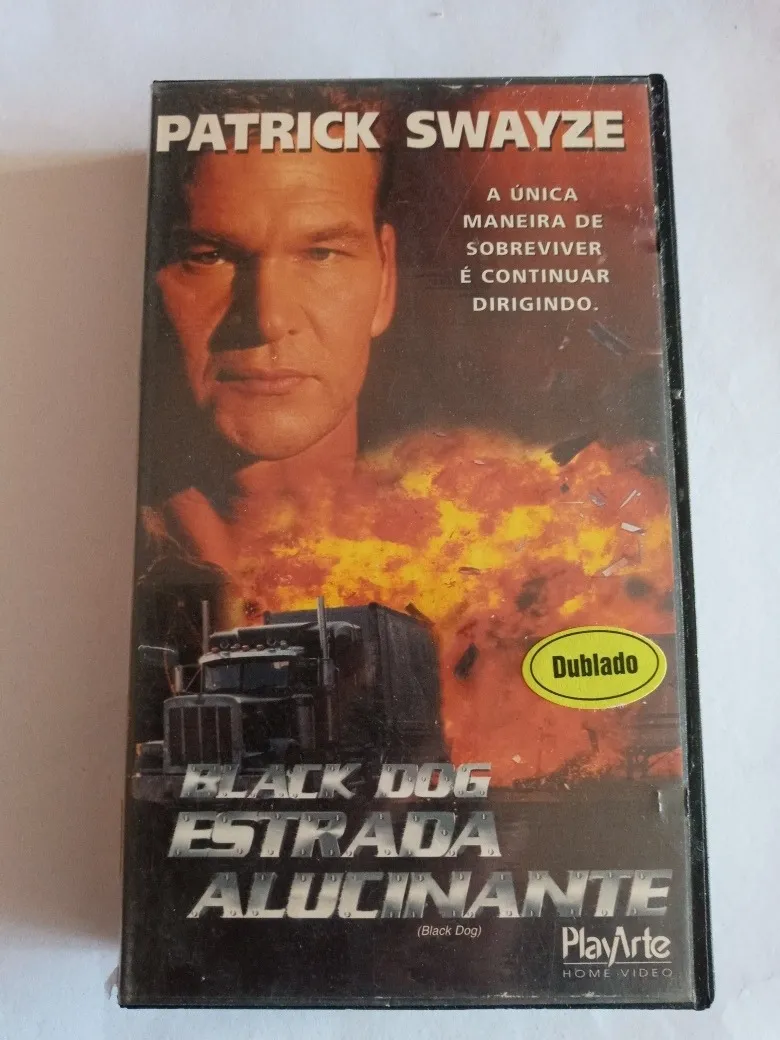 PATRICK SWAYZE
A ÚNICA
MANEIRA DE
SOBREVIVER
É CONTINUAR
DIRIGINDO.
Dublado
BLACK DOG
ESTRADA
ALUCINANTE
(Black Dog)
PlayArte
HOME VIDEO